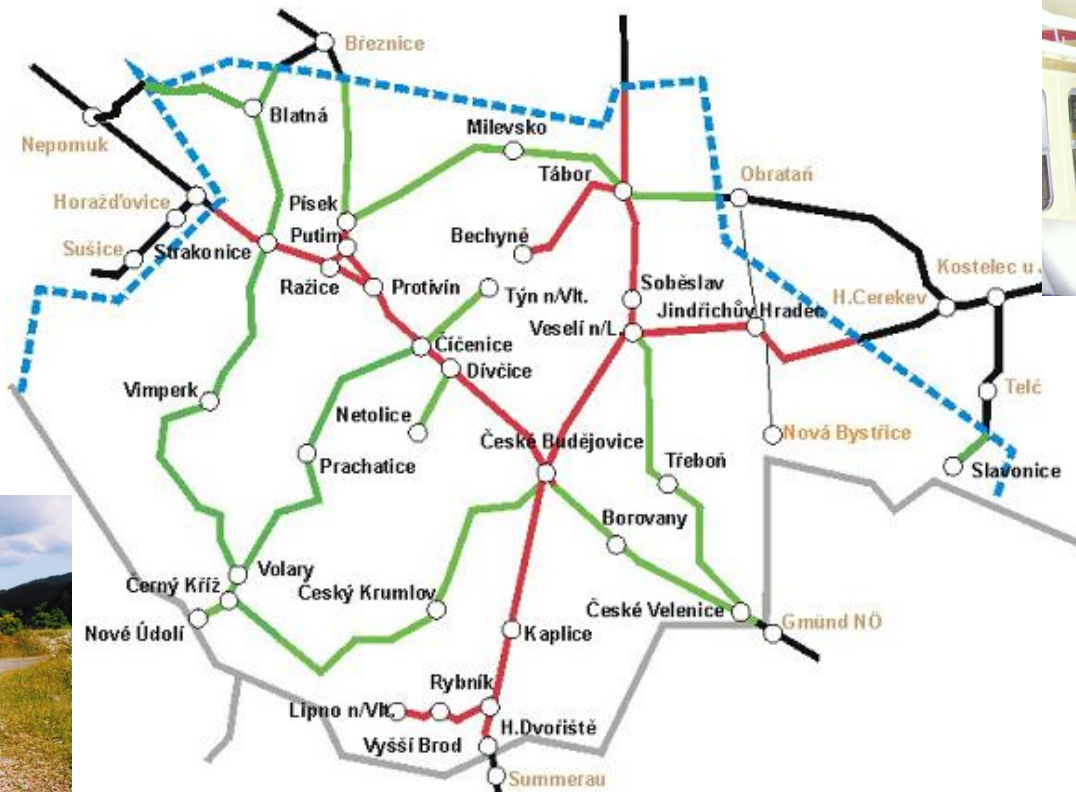 Březnice
Blatná
Nepomuk
Milevsko
Tábor
Obrataň
Horažďovice
Písek
Sušice
Strakonice
Putim
Bechyně
Ražice
Protivín
Týn n/Vlt.
Soběslav
Kostelec u
Jindřichův Hradec
H.Cerekev
Veselí n/L.
Číčenice
Dívčice
Vimperk
Netolice
Telč
České Budějovice
Nová Bystřice
Prachatice
Třeboň
Slavonice
Borovany
Volary
Černý Kříž
Český Krumlov
České Velenice
Nové Údolí
Gmünd NÖ
Kaplice
Rybník
Lipno n/Vlt.
H.Dvořiště
Vyšší Brod
Summerau